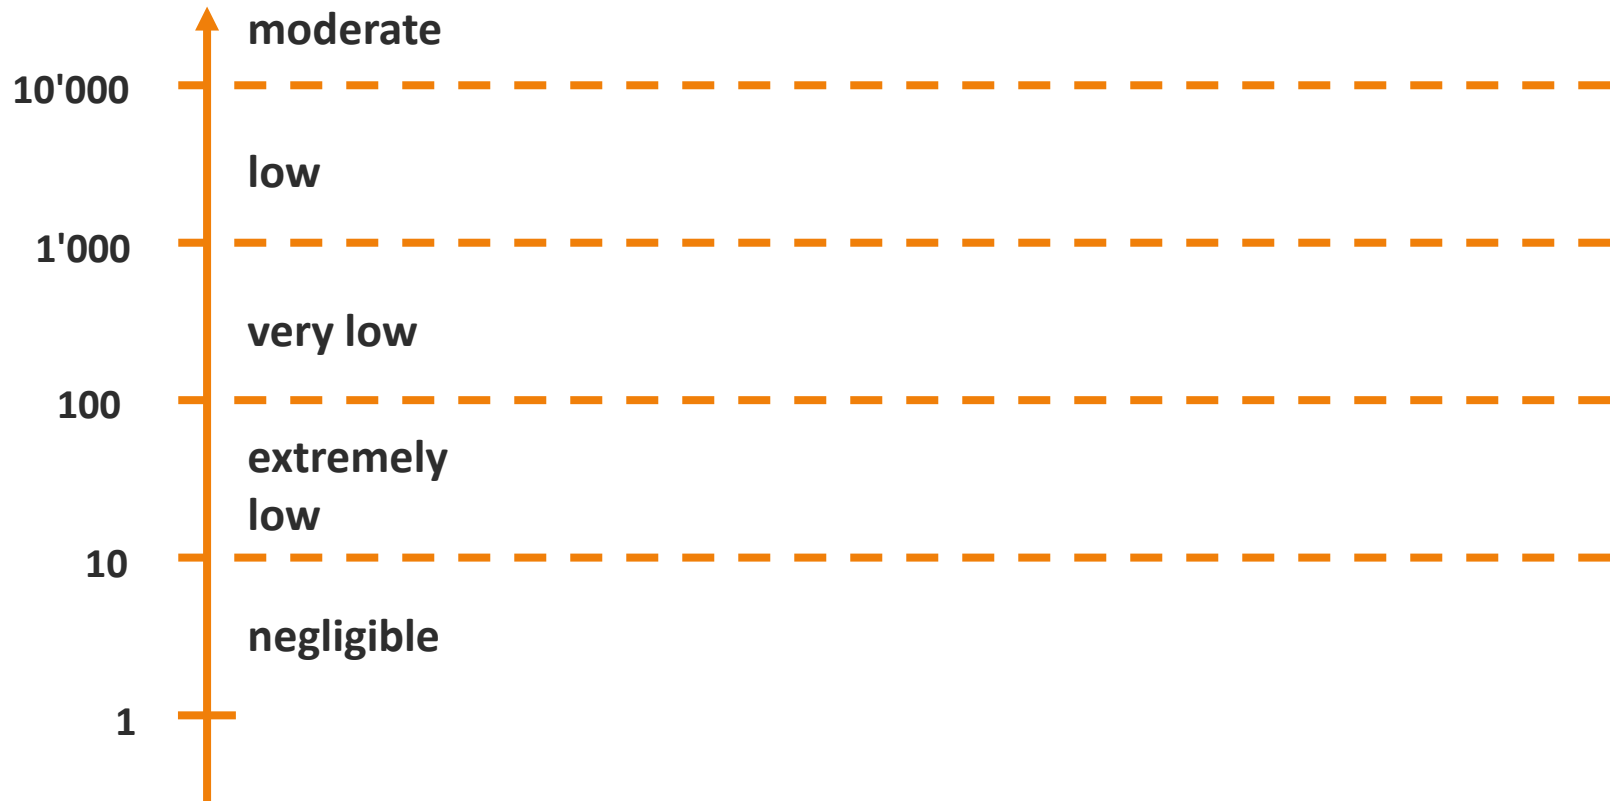 moderate
10'000
low
1'000
very low
100
extremely
low
10
negligible
1